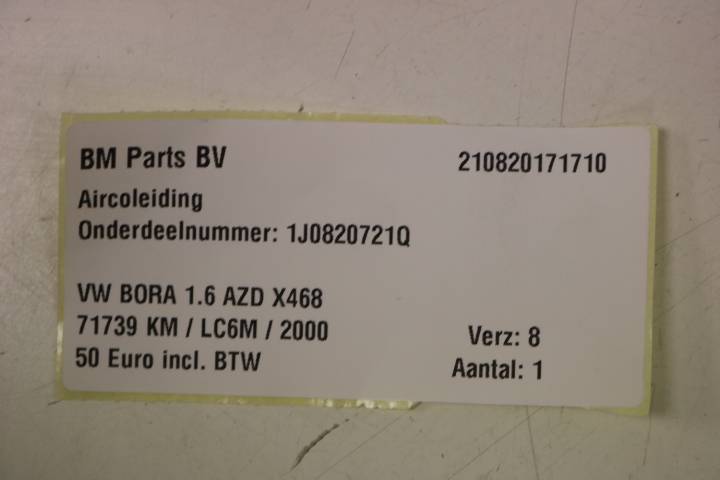 BM Parts BV 210820171710
Aircoleiding
Onderdeelnummer: 1J0820721Q
VW BORA 1.6 AZD X468
71739 KM / LC6M / 2000 Verz: 8
50 Euro incl. BTW Aantal: 1